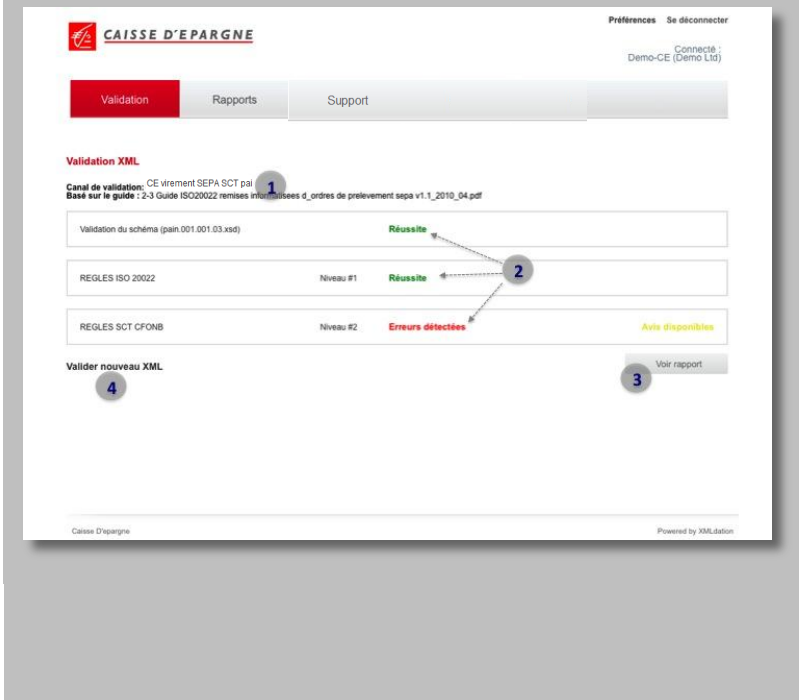 Préférences Se déconnecter
CAISSE D'EPARGNE
Connecté :
Demo-CE (Demo Ltd)
Validation Rapports Support
Validation XML
Canal de validation: CE virement SEPA SCT pai
1
Basé sur le guide : 2-3 Guide ISO20022 remises informatisees d_ordres de prelevement sepa v1.1_2010_04.pdf
Validation du schéma (pain.001.001.03.xsd) Réussite
2
REGLES ISO 20022 Niveau #1 Réussite
REGLES SCT CFONB Niveau #2 Erreurs détectées Avis disponibles
Valider nouveau XML Voir rapport
3
4
Caisse D'epargne Powered by XMLdation